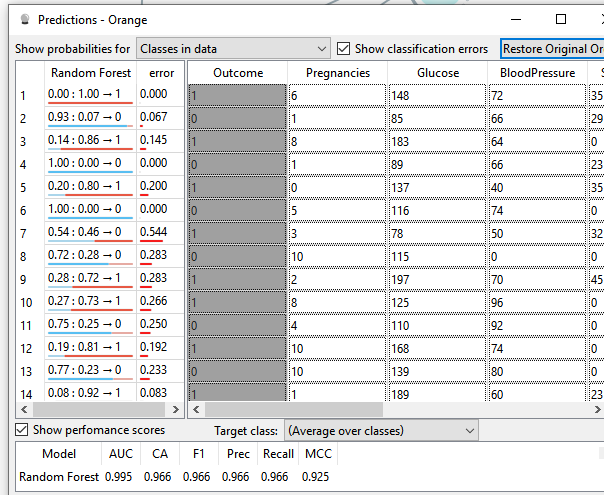 Predictions - Orange
Show probabilities for Classes in data Show classification errors Restore Original Or
Random Forest error Outcome Pregnancies Glucose BloodPressure S
1 0.00 : 1.00 → 1 0.000 1 6 148 72 35
2 0.93 : 0.07 → 0 0.067 0 1 85 66 29
3 0.14 : 0.86 → 1 0.145 1 8 183 64 0
4 1.00 : 0.00 → 0 0.000 0 1 89 66 23
5 0.20 : 0.80 → 1 0.200 1 0 137 40 35
6 1.00 : 0.00 → 0 0.000 0 5 116 74 0
7 0.54 : 0.46 → 0 0.544 1 3 78 50 32
8 0.72 : 0.28 → 0 0.283 0 10 115 0 0
9 0.28 : 0.72 → 1 0.283 1 2 197 70 45
10 0.27 : 0.73 → 1 0.266 1 8 125 96 0
11 0.75 : 0.25 → 0 0.250 0 4 110 92 0
12 0.19 : 0.81 → 1 0.192 1 10 168 74 0
13 0.77 : 0.23 → 0 0.233 0 10 139 80 0
14 0.08 : 0.92 → 1 0.083 1 1 189 60 23
Show perfomance scores Target class: (Average over classes)
Model AUC CA F1 Prec Recall MCC
Random Forest 0.995 0.966 0.966 0.966 0.966 0.925